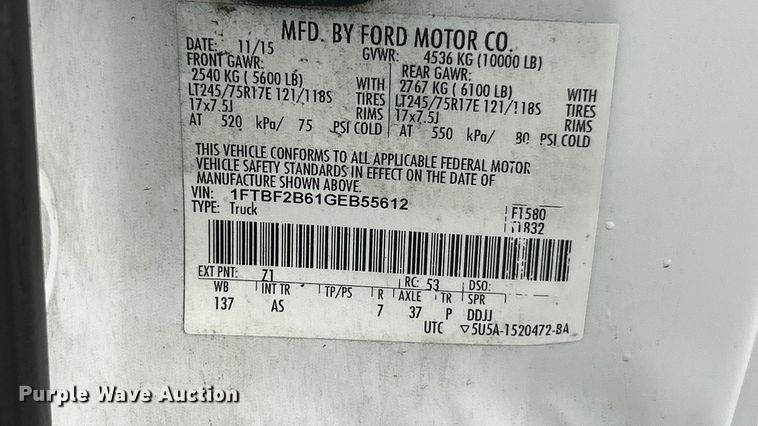 MFD. BY FORD MOTOR CO.
DATE: 11/15 GVWR: 4536 KG (10000 LB)
FRONT GAWR: REAR GAWR:
2540 KG ( 5600 LB) WITH 2767 KG ( 6100 LB) WITH
LT245/75R17E 121/118S TIRES LT245/75R17E 121/118S TIRES
17x7.5J RIMS 17x7.5J RIMS
AT 520 kPa/ 75 PSI COLD AT 550 kPa/ 80 PSI COLD
THIS VEHICLE CONFORMS TO ALL APPLICABLE FEDERAL MOTOR
VEHICLE SAFETY STANDARDS IN EFFECT ON THE DATE OF
MANUFACTURE SHOWN ABOVE.
VIN: 1FTBF2B61GEB55612 F1580
TYPE: Truck 11832
EXT PNT: Z1 RC: 53 DSO:
WB INT TR TP/PS R AXLE TR SPR
137 AS 7 37 P DDJJ
UTC ▽5U5A-1520472-BA
Purple Wave Auction